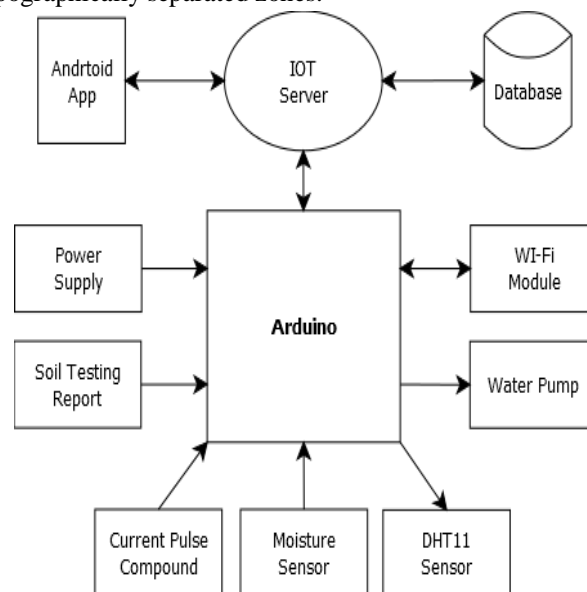 pographically separated zones.
Andrtoid
App
IOT
Server
Database
Power
Supply
WI-Fi
Module
Arduino
Soil Testing
Report
Water Pump
Current Pulse
Compound
Moisture
Sensor
DHT11
Sensor